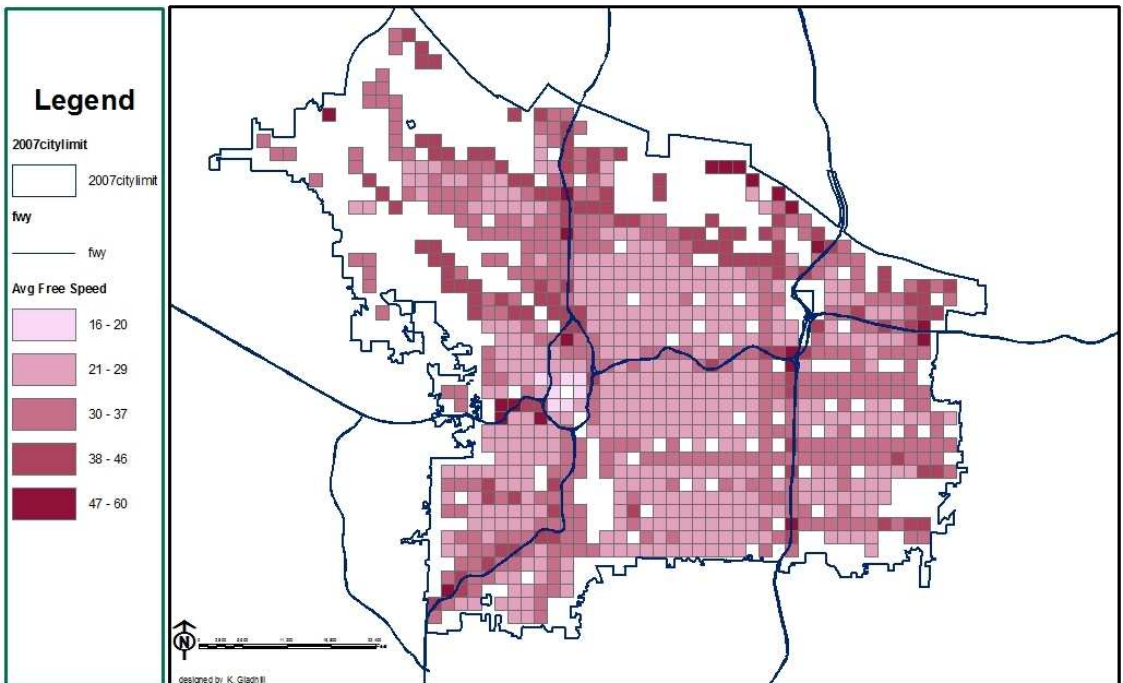 Legend
2007citylimit
2007citylimit
fwy
fwy
Avg Free Speed
16 - 20
21 - 29
30 - 37
38 - 46
47 - 60
N
0
designed by K. Gladhill